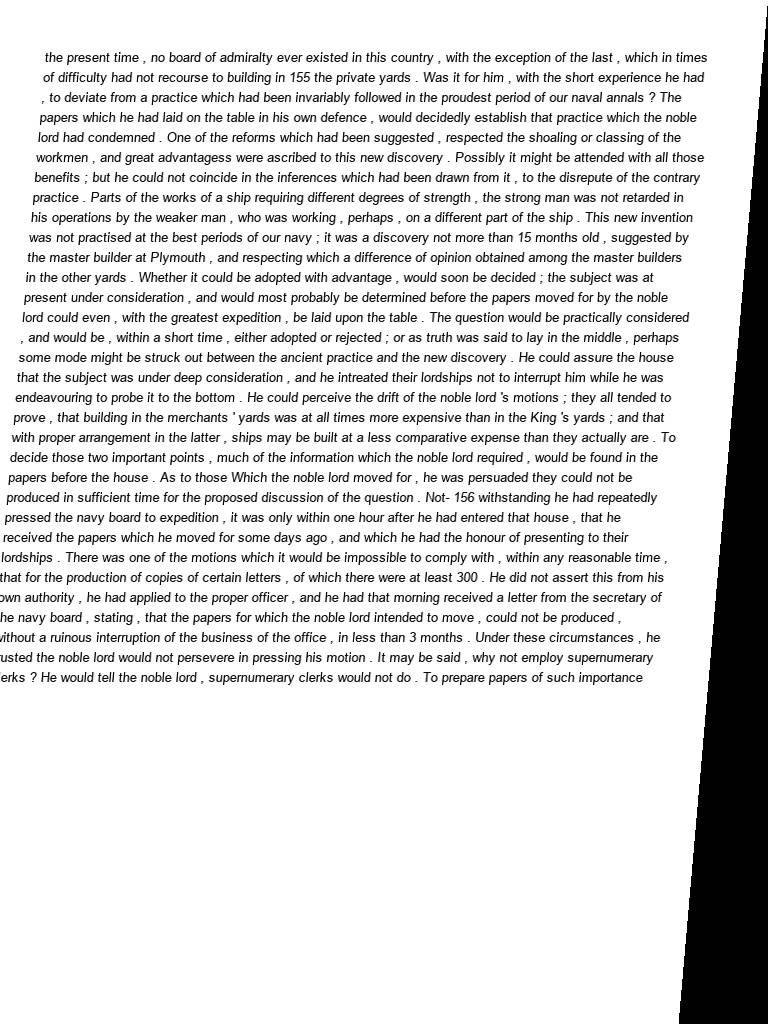 the present time , no board of admiralty ever existed in this country , with the exception of the last , which in times
of difficulty had not recourse to building in 155 the private yards . Was it for him , with the short experience he had
, to deviate from a practice which had been invariably followed in the proudest period of our naval annals ? The
papers which he had laid on the table in his own defence , would decidedly establish that practice which the noble
lord had condemned . One of the reforms which had been suggested , respected the shoaling or classing of the
workmen , and great advantagess were ascribed to this new discovery . Possibly it might be attended with all those
benefits ; but he could not coincide in the inferences which had been drawn from it , to the disrepute of the contrary
practice . Parts of the works of a ship requiring different degrees of strength , the strong man was not retarded in
his operations by the weaker man , who was working , perhaps , on a different part of the ship . This new invention
was not practised at the best periods of our navy ; it was a discovery not more than 15 months old , suggested by
the master builder at Plymouth , and respecting which a difference of opinion obtained among the master builders
in the other yards . Whether it could be adopted with advantage , would soon be decided ; the subject was at
present under consideration , and would most probably be determined before the papers moved for by the noble
lord could even , with the greatest expedition , be laid upon the table . The question would be practically considered
, and would be , within a short time , either adopted or rejected ; or as truth was said to lay in the middle , perhaps
some mode might be struck out between the ancient practice and the new discovery . He could assure the house
that the subject was under deep consideration , and he intreated their lordships not to interrupt him while he was
endeavouring to probe it to the bottom . He could perceive the drift of the noble lord 's motions ; they all tended to
prove , that building in the merchants ' yards was at all times more expensive than in the King 's yards ; and that
with proper arrangement in the latter , ships may be built at a less comparative expense than they actually are . To
decide those two important points , much of the information which the noble lord required , would be found in the
papers before the house . As to those Which the noble lord moved for , he was persuaded they could not be
produced in sufficient time for the proposed discussion of the question . Not- 156 withstanding he had repeatedly
pressed the navy board to expedition , it was only within one hour after he had entered that house , that he
received the papers which he moved for some days ago , and which he had the honour of presenting to their
lordships . There was one of the motions which it would be impossible to comply with , within any reasonable time ,
that for the production of copies of certain letters , of which there were at least 300 . He did not assert this from his
own authority , he had applied to the proper officer , and he had that morning received a letter from the secretary of
he navy board , stating , that the papers for which the noble lord intended to move , could not be produced ,
without a ruinous interruption of the business of the office , in less than 3 months . Under these circumstances , he
rusted the noble lord would not persevere in pressing his motion . It may be said , why not employ supernumerary
erks ? He would tell the noble lord , supernumerary clerks would not do . To prepare papers of such importance